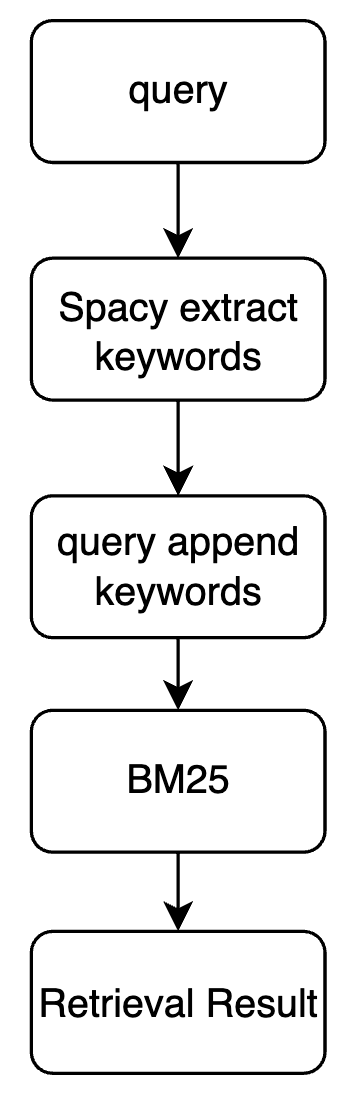 query
Spacy extract
keywords
query append
keywords
BM25
Retrieval Result